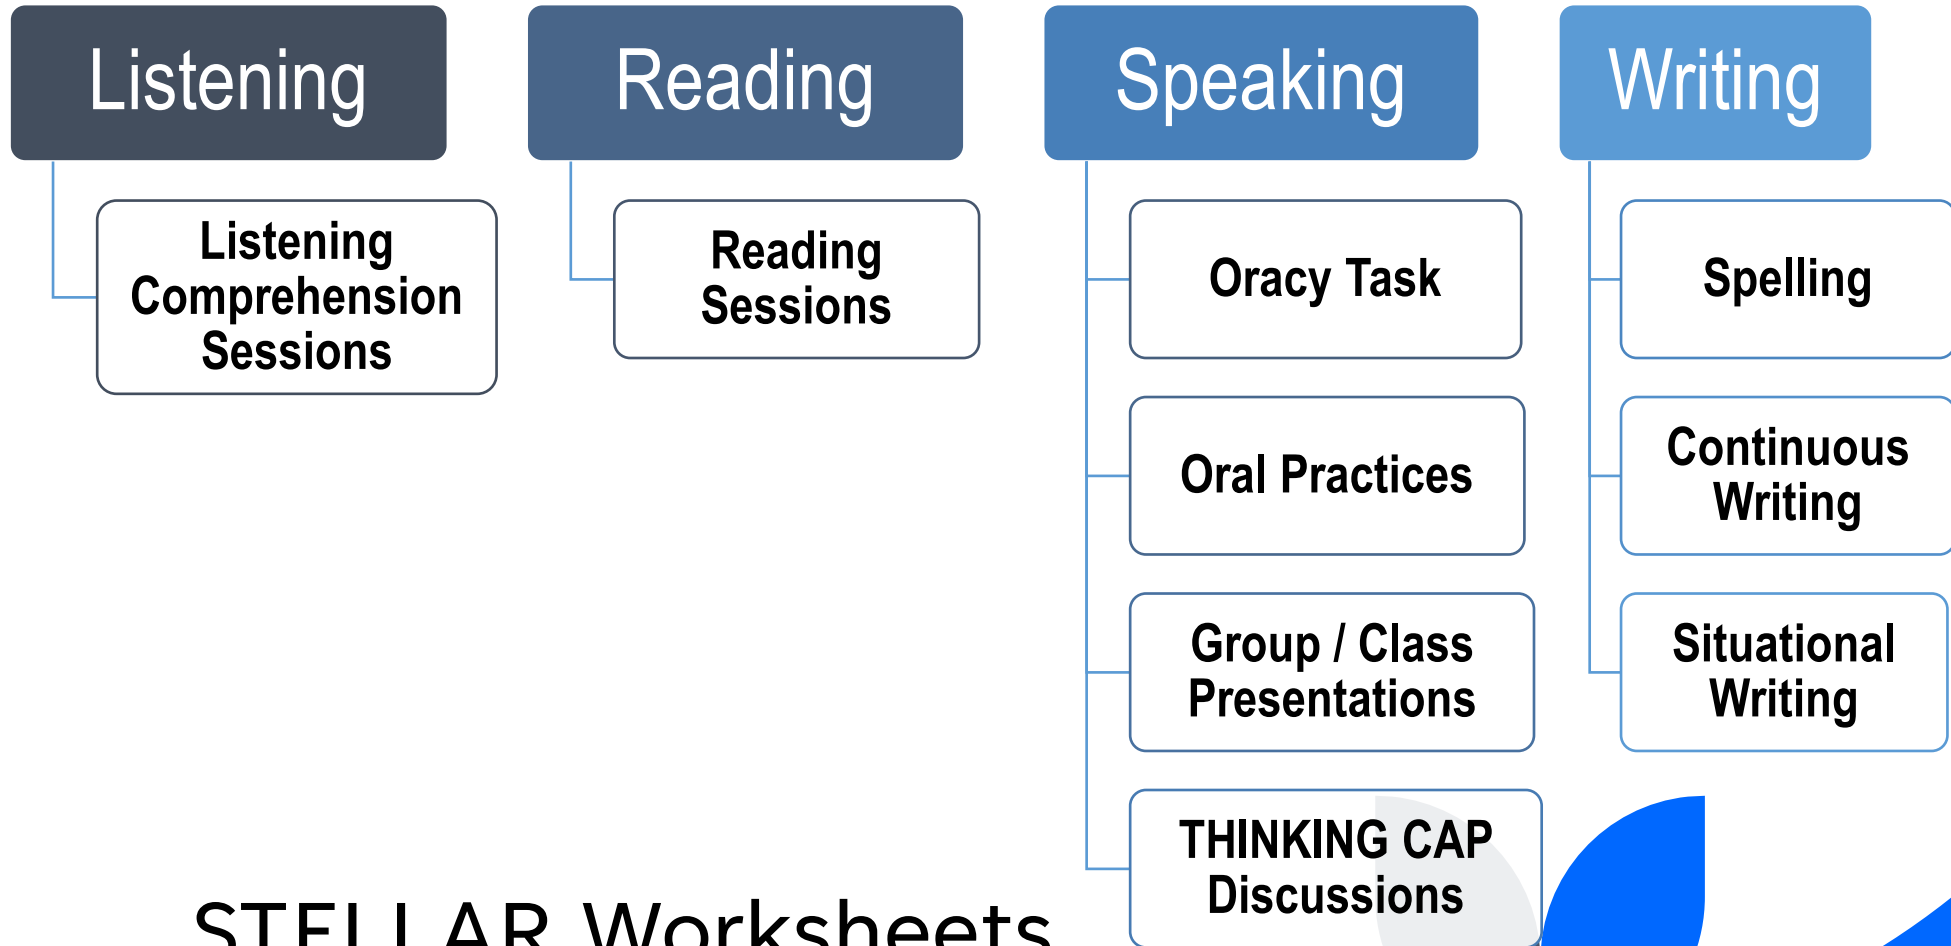 Listening
Listening
Comprehension
Sessions
Reading
Reading
Sessions
Speaking
Oracy Task
Oral Practices
Group / Class
Presentations
THINKING CAP
Discussions
Writing
Spelling
Continuous
Writing
Situational
Writing
STELLAR Worksheets